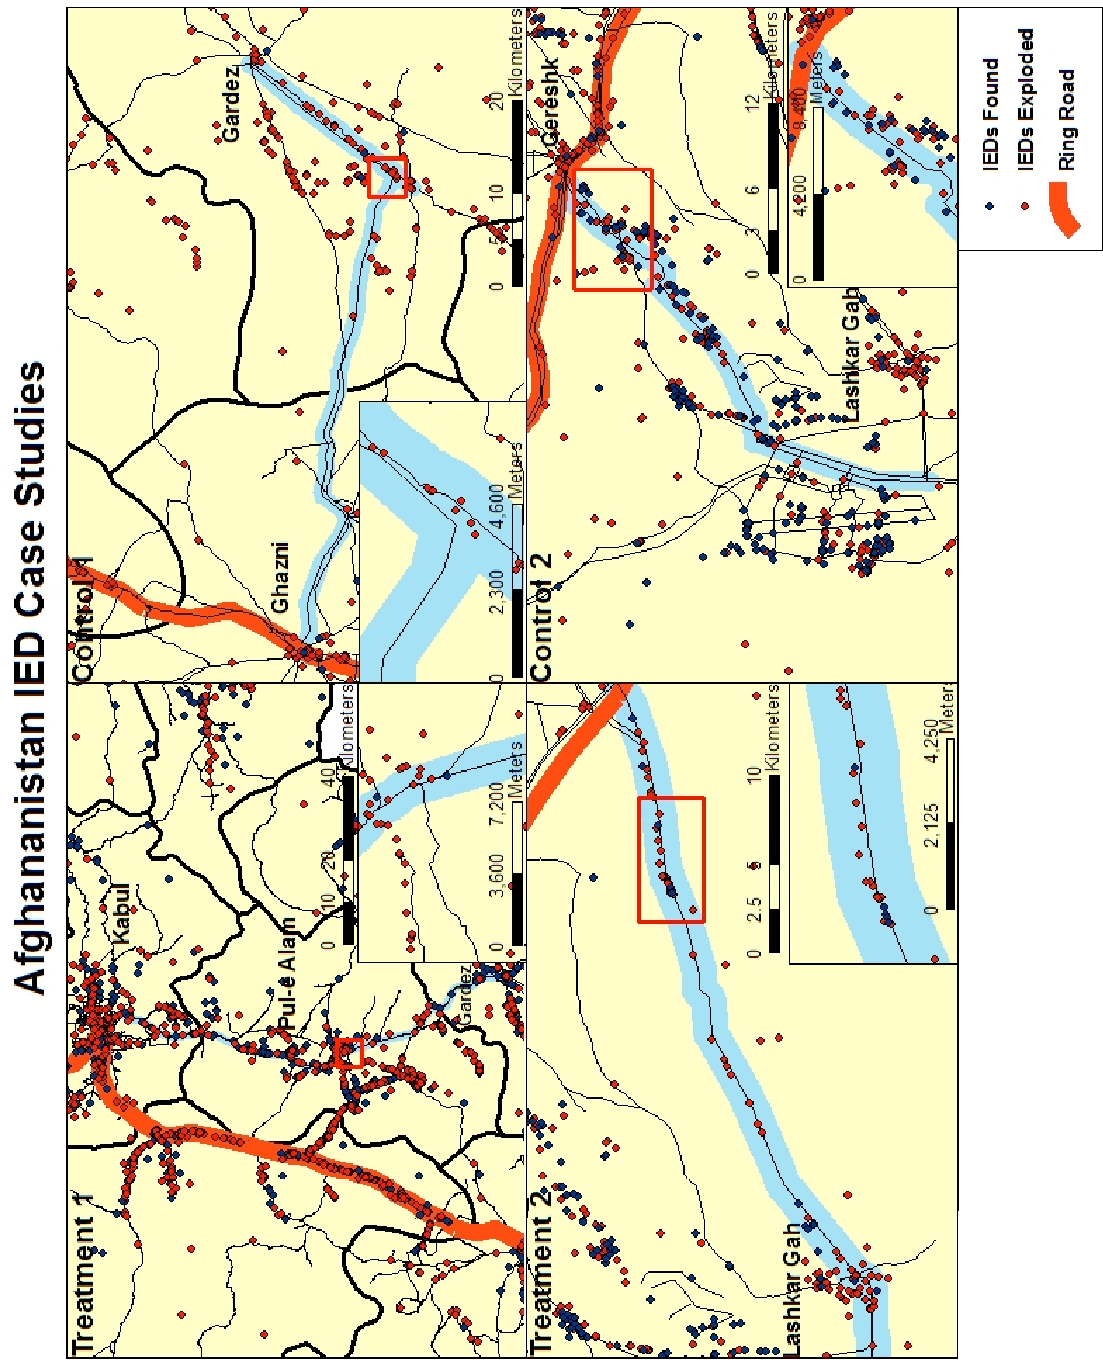 Afghananistan IED Case Studies
Treatment 1
Kabul
Pul-e Alam
Gardez
0 10 20 40
Kilometers
0 3,600 7,200
Meters
Control 1
Ghazni
Gardez
0 5 10 20
Kilometers
0 2,300 4,600
Meters
Treatment 2
Lashkar Gah
0 2.5 5 10
Kilometers
0 2,125 4,250
Meters
Control 2
Gereshk
Lashkar Gah
0 3 6 12
Kilometers
0 4,200 8,400
Meters
IEDs Found
IEDs Exploded
Ring Road